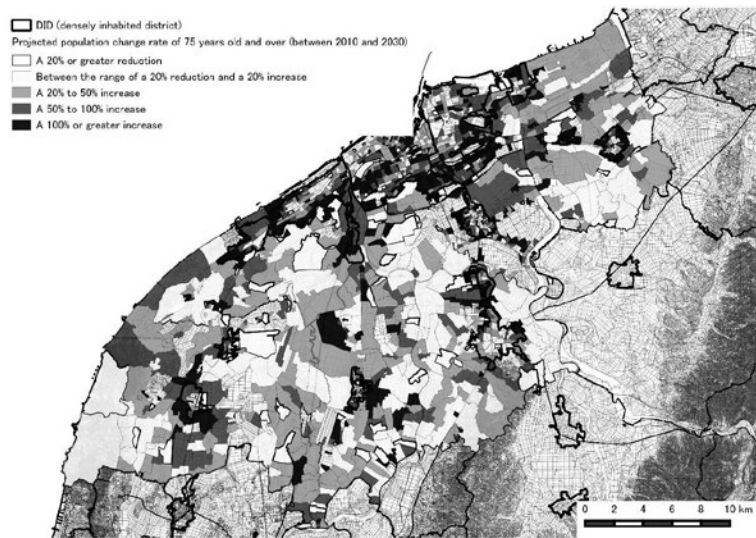 DID (densely inhabited district)
Projected population change rate of 75 years old and over (between 2010 and 2030)
A 20% or greater reduction
Between the range of a 20% reduction and a 20% increase
A 20% to 50% increase
A 50% to 100% increase
A 100% or greater increase
0 2 4 6 8 10 km